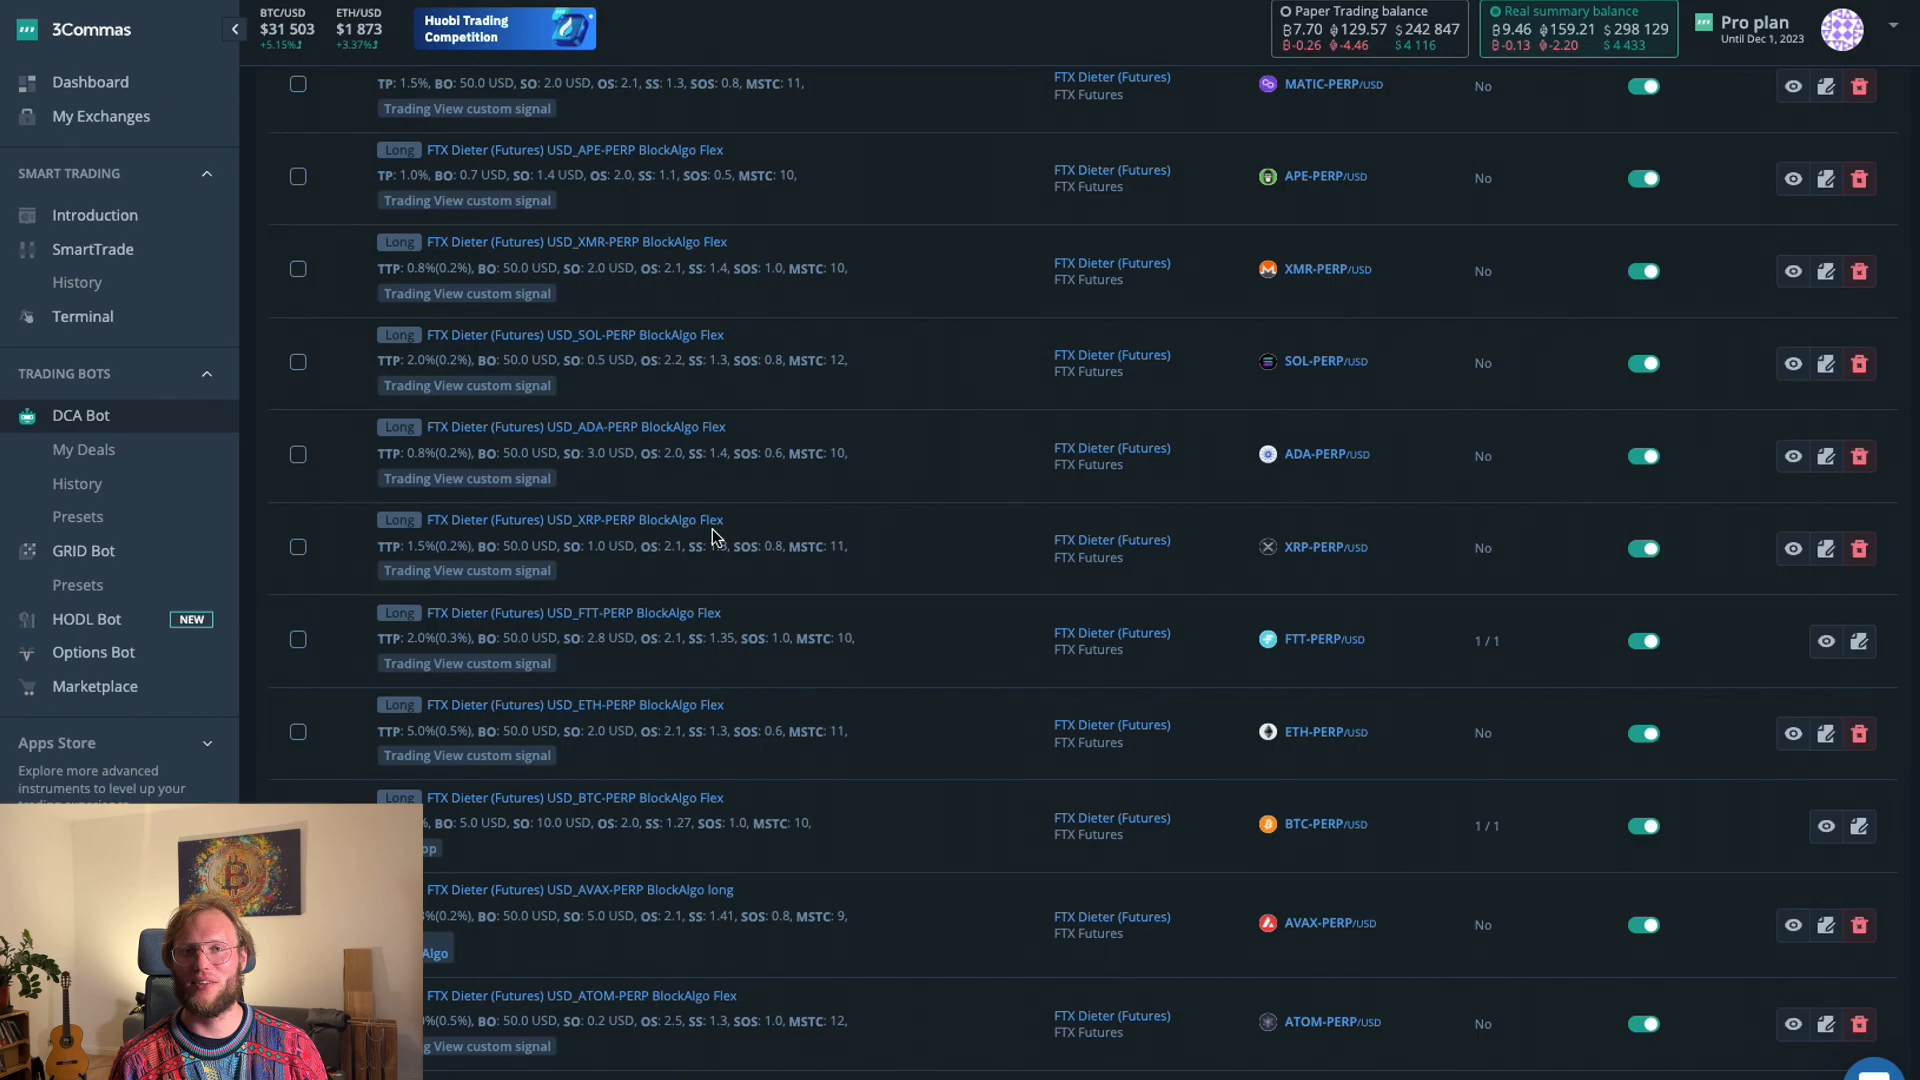 3Commas
BTC/USD
$31 503
+5.15%
ETH/USD
$1 873
+3.37%
Huobi Trading
Competition
Paper Trading balance
₿7.70 129.57 $ 242 847
₿-0.26 -4.46 $ 4 116
Real summary balance
₿9.46 159.21 $ 298 129
₿-0.13 -2.20 $ 4 433
Pro plan
Until Dec 1, 2023
Dashboard
My Exchanges
SMART TRADING
Introduction
SmartTrade
History
Terminal
TRADING BOTS
DCA Bot
My Deals
History
Presets
GRID Bot
Presets
HODL Bot NEW
Options Bot
Marketplace
Apps Store
Explore more advanced
instruments to level up your
TP: 1.5%, BO: 50.0 USD, SO: 2.0 USD, OS: 2.1, SS: 1.3, SOS: 0.8, MSTC: 11,
Trading View custom signal
FTX Dieter (Futures)
FTX Futures
MATIC-PERP/USD
No
Long FTX Dieter (Futures) USD_APE-PERP BlockAlgo Flex
TP: 1.0%, BO: 0.7 USD, SO: 1.4 USD, OS: 2.0, SS: 1.1, SOS: 0.5, MSTC: 10,
Trading View custom signal
FTX Dieter (Futures)
FTX Futures
APE-PERP/USD
No
Long FTX Dieter (Futures) USD_XMR-PERP BlockAlgo Flex
TTP: 0.8%(0.2%), BO: 50.0 USD, SO: 2.0 USD, OS: 2.1, SS: 1.4, SOS: 1.0, MSTC: 10,
Trading View custom signal
FTX Dieter (Futures)
FTX Futures
XMR-PERP/USD
No
Long FTX Dieter (Futures) USD_SOL-PERP BlockAlgo Flex
TTP: 2.0%(0.2%), BO: 50.0 USD, SO: 0.5 USD, OS: 2.2, SS: 1.3, SOS: 0.8, MSTC: 12,
Trading View custom signal
FTX Dieter (Futures)
FTX Futures
SOL-PERP/USD
No
Long FTX Dieter (Futures) USD_ADA-PERP BlockAlgo Flex
TTP: 0.8%(0.2%), BO: 50.0 USD, SO: 3.0 USD, OS: 2.0, SS: 1.4, SOS: 0.6, MSTC: 10,
Trading View custom signal
FTX Dieter (Futures)
FTX Futures
ADA-PERP/USD
No
Long FTX Dieter (Futures) USD_XRP-PERP BlockAlgo Flex
TTP: 1.5%(0.2%), BO: 50.0 USD, SO: 1.0 USD, OS: 2.1, SS: SOS: 0.8, MSTC: 11,
Trading View custom signal
FTX Dieter (Futures)
FTX Futures
XRP-PERP/USD
No
Long FTX Dieter (Futures) USD_FTT-PERP BlockAlgo Flex
TTP: 2.0%(0.3%), BO: 50.0 USD, SO: 2.8 USD, OS: 2.1, SS: 1.35, SOS: 1.0, MSTC: 10,
Trading View custom signal
FTX Dieter (Futures)
FTX Futures
FTT-PERP/USD
1 / 1
Long FTX Dieter (Futures) USD_ETH-PERP BlockAlgo Flex
TTP: 5.0%(0.5%), BO: 50.0 USD, SO: 2.0 USD, OS: 2.1, SS: 1.3, SOS: 0.6, MSTC: 11,
Trading View custom signal
FTX Dieter (Futures)
FTX Futures
ETH-PERP/USD
No
Long FTX Dieter (Futures) USD_BTC-PERP BlockAlgo Flex
%, BO: 5.0 USD, SO: 10.0 USD, OS: 2.0, SS: 1.27, SOS: 1.0, MSTC: 10,
op
FTX Dieter (Futures)
FTX Futures
BTC-PERP/USD
1 / 1
FTX Dieter (Futures) USD_AVAX-PERP BlockAlgo long
%(0.2%), BO: 50.0 USD, SO: 5.0 USD, OS: 2.1, SS: 1.41, SOS: 0.8, MSTC: 9,
Algo
FTX Dieter (Futures)
FTX Futures
AVAX-PERP/USD
No
FTX Dieter (Futures) USD_ATOM-PERP BlockAlgo Flex
%(0.5%), BO: 50.0 USD, SO: 0.2 USD, OS: 2.5, SS: 1.3, SOS: 1.0, MSTC: 12,
g View custom signal
FTX Dieter (Futures)
FTX Futures
ATOM-PERP/USD
No